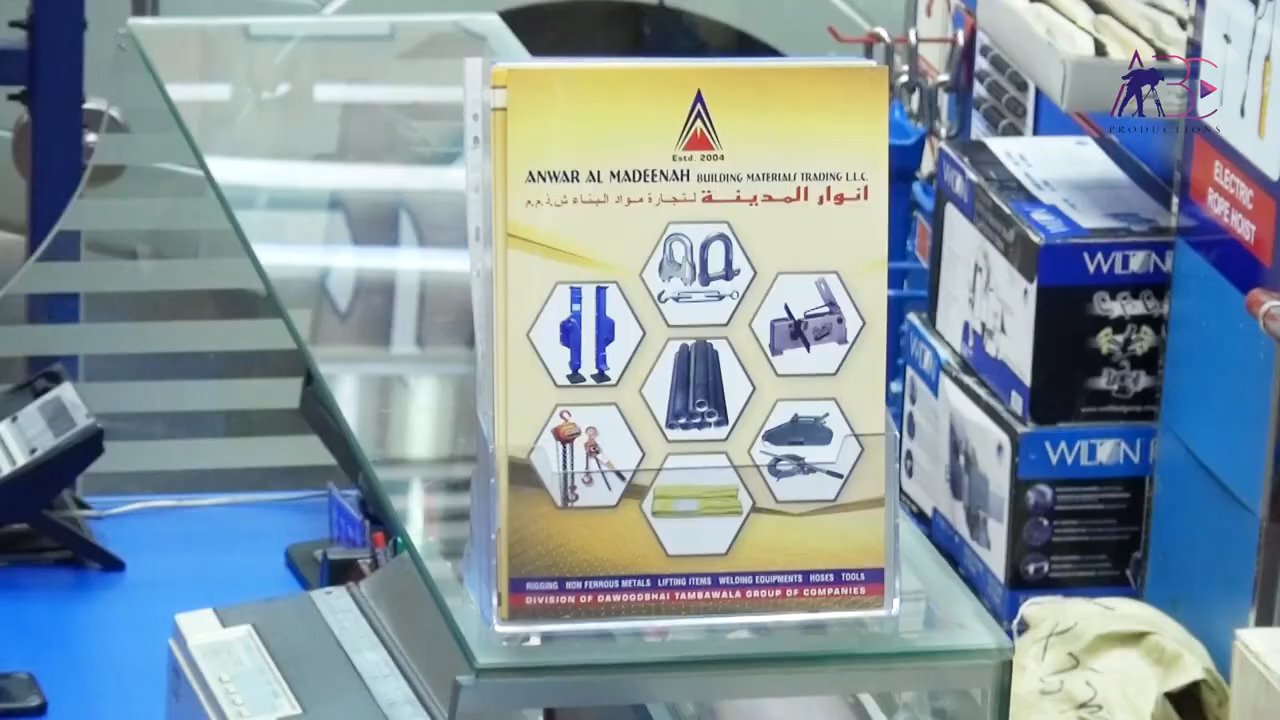 Estd. 2004
ANWAR AL MADEENAH BUILDING MATERIALS TRADING L.L.C.
انوار المدينة لتجارة مواد البناء ش.ذ.م.م
RIGGING NON FERROUS METALS LIFTING ITEMS WELDING EQUIPMENTS HOSES TOOLS
DIVISION OF DAWOODBHAI TAMBAWALA GROUP OF COMPANIES
ABC
PRODUCTIONS
ELECTRIC
ROPE HOIST
WILTON
WILTON